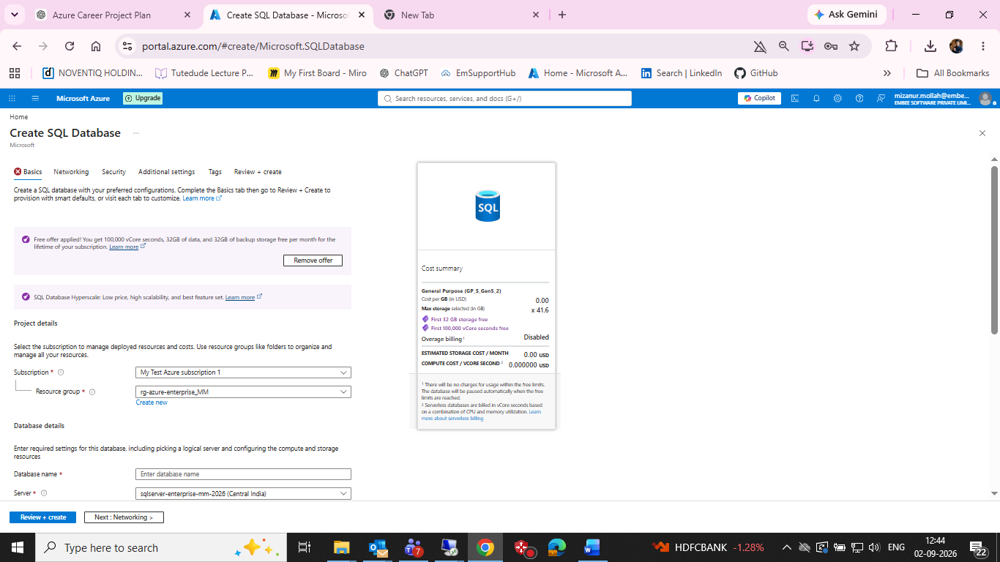 Azure Career Project Plan
Create SQL Database - Microso
New Tab
Ask Gemini
portal.azure.com/#create/Microsoft.SQLDatabase
NOVENTIQ HOLDIN...
Tutedude Lecture P...
My First Board - Miro
ChatGPT
EmSupportHub
Home - Microsoft A...
Search | LinkedIn
GitHub
All Bookmarks
Microsoft Azure
Upgrade
Search resources, services, and docs (G+/)
Copilot
mizanur.mollah@embe...
EMBEE SOFTWARE PRIVATE LIMI...
Home
Create SQL Database ...
Microsoft
Basics Networking Security Additional settings Tags Review + create
Create a SQL database with your preferred configurations. Complete the Basics tab then go to Review + Create to
provision with smart defaults, or visit each tab to customize. Learn more
Free offer applied! You get 100,000 vCore seconds, 32GB of data, and 32GB of backup storage free per month for the
lifetime of your subscription. Learn more
Remove offer
SQL Database Hyperscale: Low price, high scalability, and best feature set. Learn more
Project details
Select the subscription to manage deployed resources and costs. Use resource groups like folders to organize and
manage all your resources.
Subscription * My Test Azure subscription 1
Resource group * rg-azure-enterprise_MM
Create new
Database details
Enter required settings for this database, including picking a logical server and configuring the compute and storage
resources
Database name * Enter database name
Server * sqlserver-enterprise-mm-2026 (Central India)
Review + create
Next : Networking >
SQL
Cost summary
General Purpose (GP_S_Gen5_2)
Cost per GB (in USD) 0.00
Max storage selected (in GB) x 41.6
First 32 GB storage free
First 100,000 vCore seconds free
Overage billing 1 Disabled
ESTIMATED STORAGE COST / MONTH 0.00 USD
COMPUTE COST / VCORE SECOND 2 0.000000 USD
1 There will be no charges for usage within the free limits.
The database will be paused automatically when the free
limits are reached.
2 Serverless databases are billed in vCore seconds based
on a combination of CPU and memory utilization. Learn
more about serverless billing
Type here to search
7
HDFCBANK -1.28%
ENG
12:44
02-09-2026
22